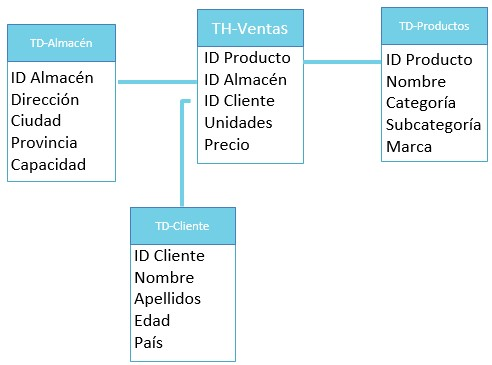 TD-Almacén
ID Almacén
Dirección
Ciudad
Provincia
Capacidad
TH-Ventas
ID Producto
ID Almacén
ID Cliente
Unidades
Precio
TD-Productos
ID Producto
Nombre
Categoría
Subcategoría
Marca
TD-Cliente
ID Cliente
Nombre
Apellidos
Edad
País